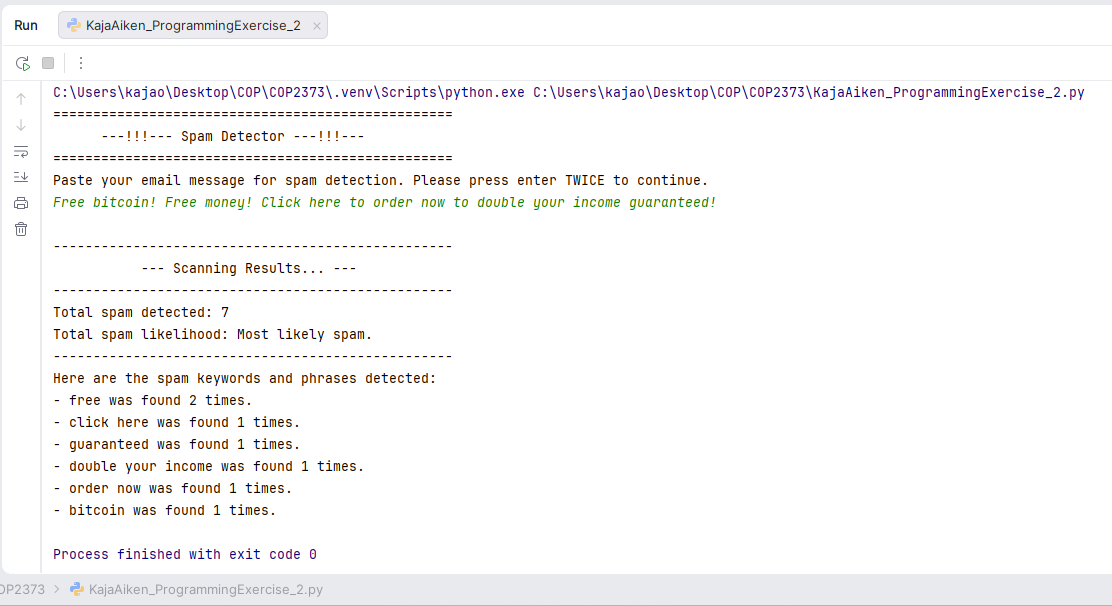 Run KajaAiken_ProgrammingExercise_2 ×
C:\Users\kajao\Desktop\COP\COP2373\.venv\Scripts\python.exe C:\Users\kajao\Desktop\COP\COP2373\KajaAiken_ProgrammingExercise_2.py
==================================================
---!!!--- Spam Detector ---!!!---
==================================================
Paste your email message for spam detection. Please press enter TWICE to continue.
Free bitcoin! Free money! Click here to order now to double your income guaranteed!
--------------------------------------------------
--- Scanning Results... ---
--------------------------------------------------
Total spam detected: 7
Total spam likelihood: Most likely spam.
--------------------------------------------------
Here are the spam keywords and phrases detected:
- free was found 2 times.
- click here was found 1 times.
- guaranteed was found 1 times.
- double your income was found 1 times.
- order now was found 1 times.
- bitcoin was found 1 times.
Process finished with exit code 0
OP2373 > KajaAiken_ProgrammingExercise_2.py